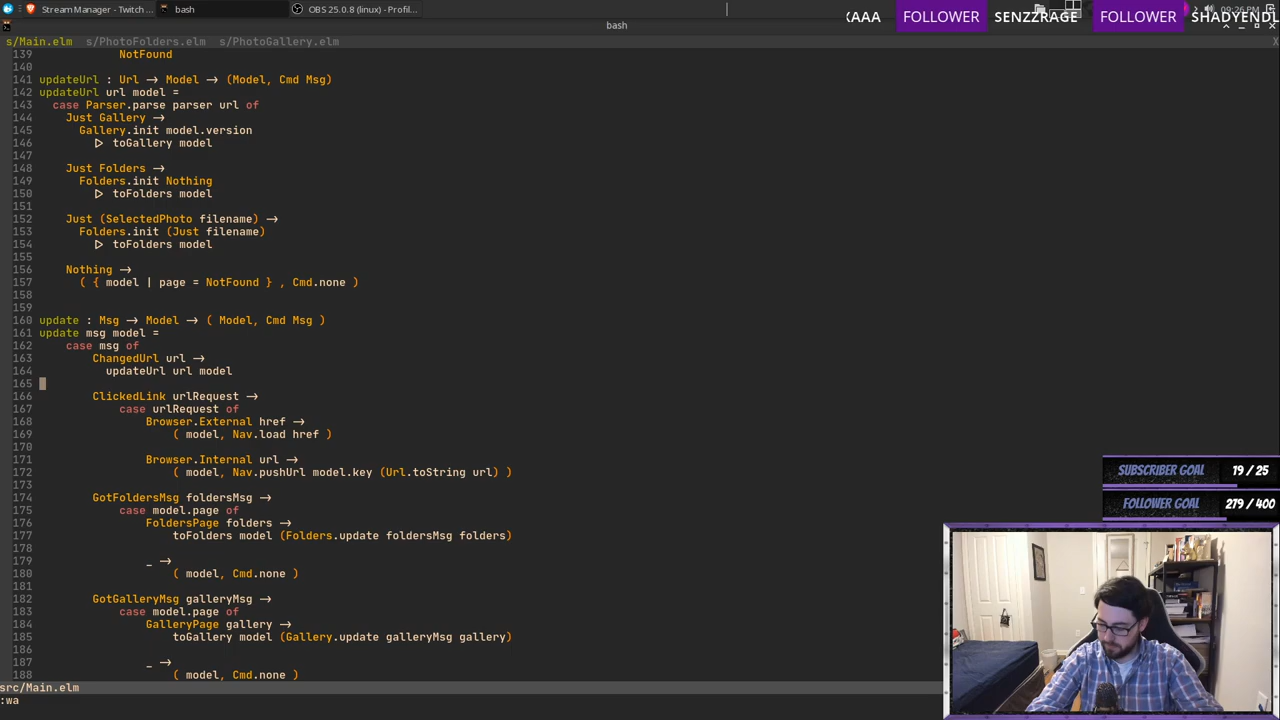 Stream Manager - Twitch ... bash OBS 25.0.8 (linux) - Profil... 09:26 PM
bash
XAAA FOLLOWER SENZZRAGE FOLLOWER SHADYENDL
s/Main.elm s/PhotoFolders.elm s/PhotoGallery.elm X
139 NotFound
140
141 updateUrl : Url → Model → (Model, Cmd Msg)
142 updateUrl url model =
143 case Parser.parse parser url of
144 Just Gallery →
145 Gallery.init model.version
146 ▷ toGallery model
147
148 Just Folders →
149 Folders.init Nothing
150 ▷ toFolders model
151
152 Just (SelectedPhoto filename) →
153 Folders.init (Just filename)
154 ▷ toFolders model
155
156 Nothing →
157 ( { model | page = NotFound } , Cmd.none )
158
159
160 update : Msg → Model → ( Model, Cmd Msg )
161 update msg model =
162 case msg of
163 ChangedUrl url →
164 updateUrl url model
165
166 ClickedLink urlRequest →
167 case urlRequest of
168 Browser.External href →
169 ( model, Nav.load href )
170
171 Browser.Internal url →
172 ( model, Nav.pushUrl model.key (Url.toString url) )
173
174 GotFoldersMsg foldersMsg →
175 case model.page of
176 FoldersPage folders →
177 toFolders model (Folders.update foldersMsg folders)
178
179 _ →
180 ( model, Cmd.none )
181
182 GotGalleryMsg galleryMsg →
183 case model.page of
184 GalleryPage gallery →
185 toGallery model (Gallery.update galleryMsg gallery)
186
187 _ →
188 ( model, Cmd.none )
src/Main.elm
:wa
SUBSCRIBER GOAL 19 / 25
FOLLOWER GOAL 279 / 400